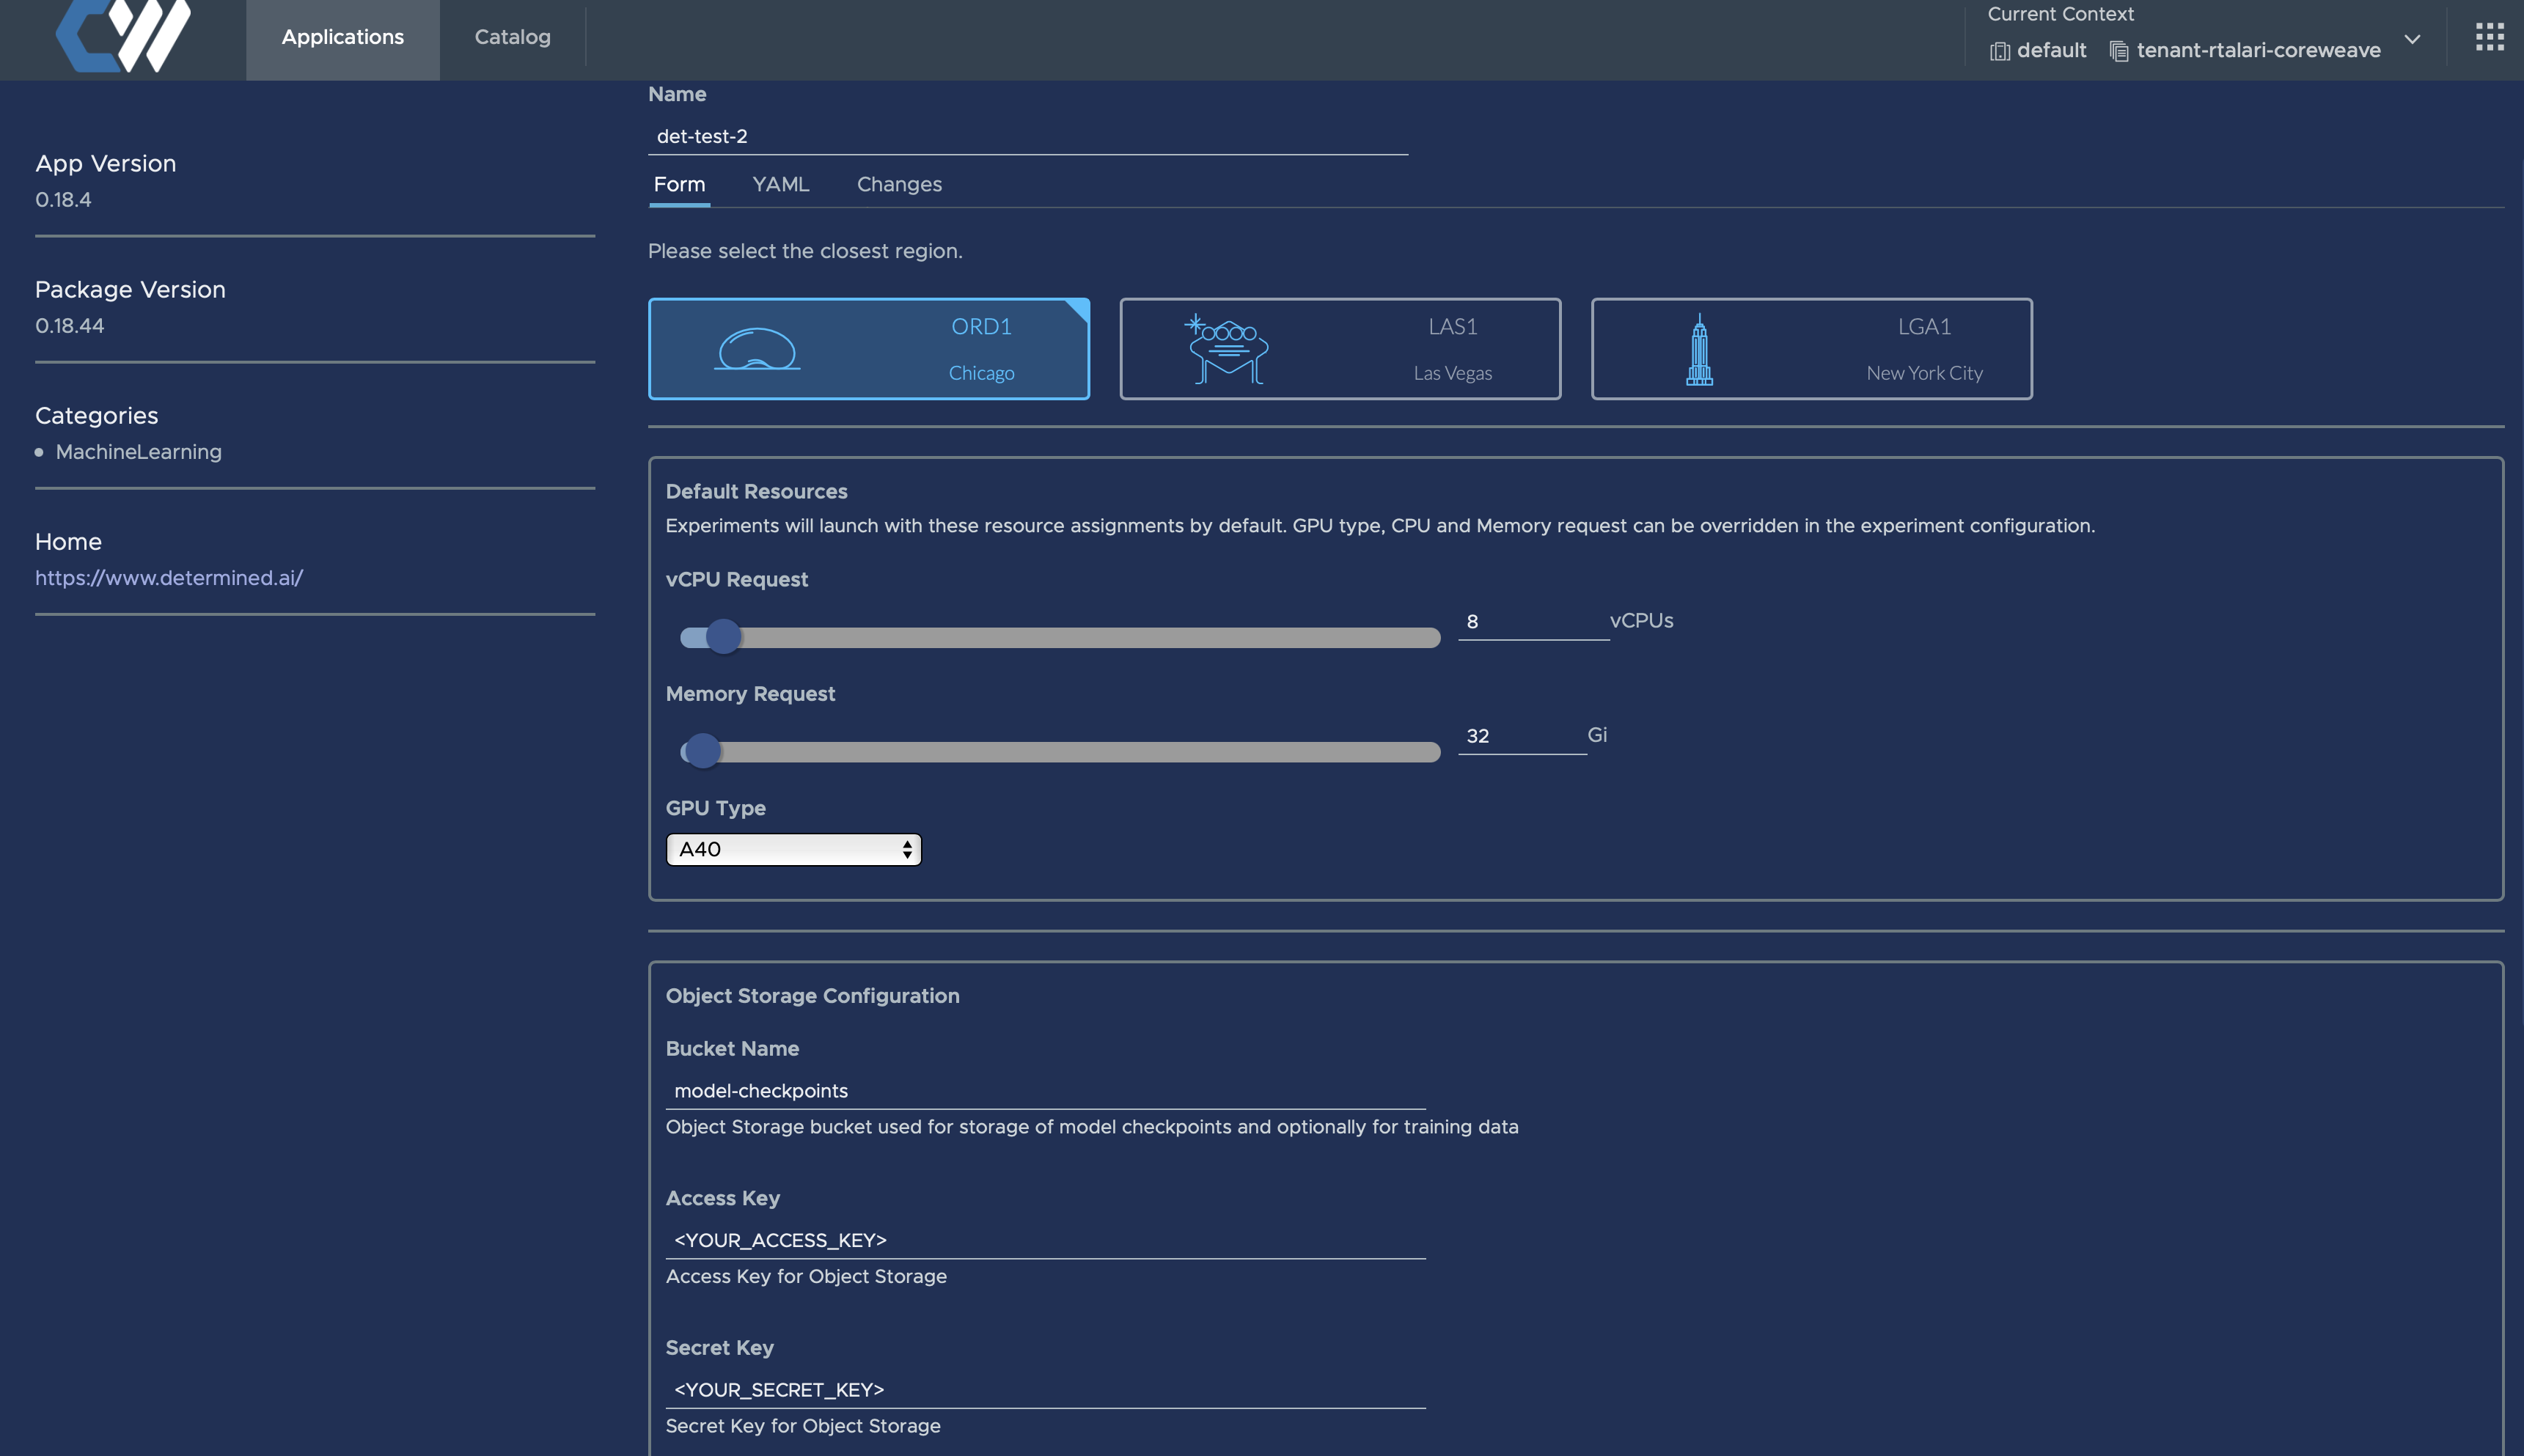 CW
Applications
Catalog
Current Context
default
tenant-rtalari-coreweave
App Version
0.18.4
Package Version
0.18.44
Categories
MachineLearning
Home
https://www.determined.ai/
Name
det-test-2
Form
YAML
Changes
Please select the closest region.
ORD1
Chicago
LAS1
Las Vegas
LGA1
New York City
Default Resources
Experiments will launch with these resource assignments by default. GPU type, CPU and Memory request can be overridden in the experiment configuration.
vCPU Request
8 vCPUs
Memory Request
32 Gi
GPU Type
A40
Object Storage Configuration
Bucket Name
model-checkpoints
Object Storage bucket used for storage of model checkpoints and optionally for training data
Access Key
<YOUR_ACCESS_KEY>
Access Key for Object Storage
Secret Key
<YOUR_SECRET_KEY>
Secret Key for Object Storage